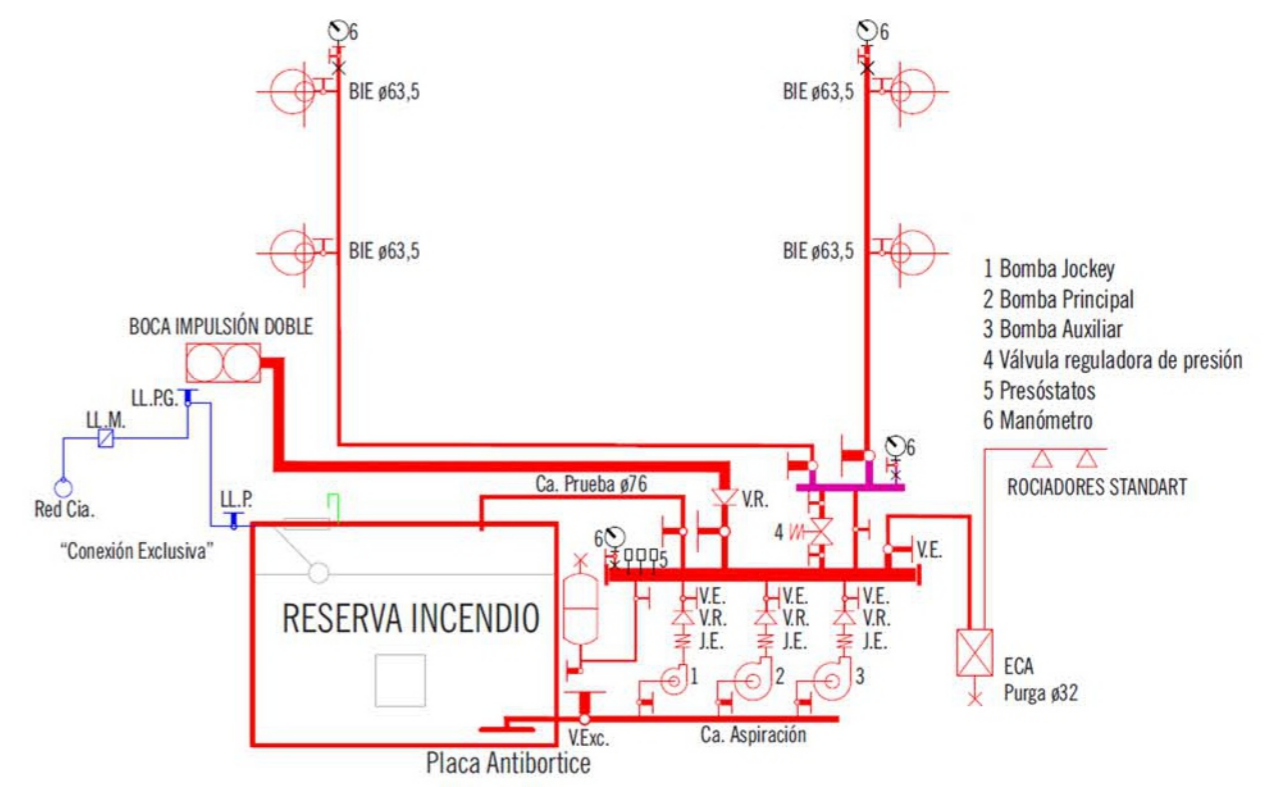 6
6
BIE ø63,5
BIE ø63,5
BIE ø63,5
BIE ø63,5
1 Bomba Jockey
2 Bomba Principal
3 Bomba Auxiliar
4 Válvula reguladora de presión
5 Presóstatos
6 Manómetro
BOCA IMPULSIÓN DOBLE
LL.P.G.
LL.M.
Red Cia.
LL.P.
"Conexión Exclusiva"
Ca. Prueba ø76
V.R.
6
ROCIADORES STANDART
6
5
4
V.E.
RESERVA INCENDIO
V.E.
V.R.
J.E.
V.E.
V.R.
J.E.
V.E.
V.R.
J.E.
1
2
3
ECA
Purga ø32
V.Exc.
Ca. Aspiración
Placa Antibortice